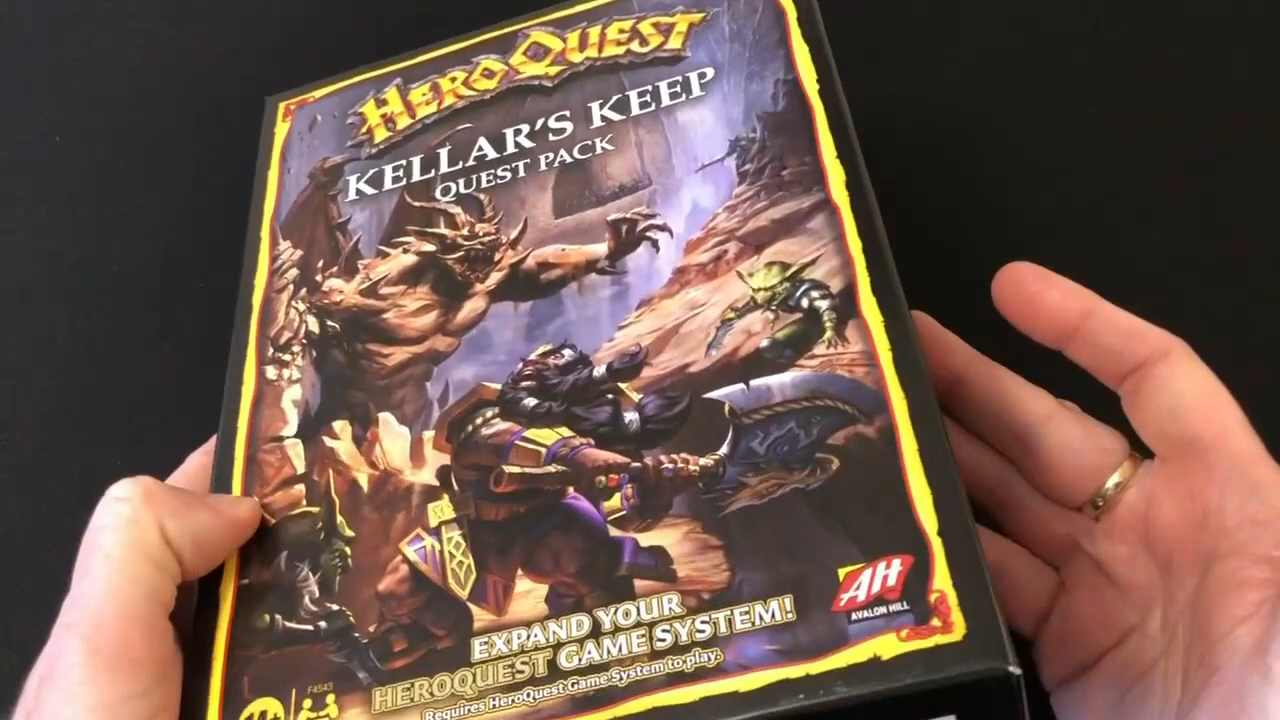 HEROQUEST
KELLAR'S KEEP
QUEST PACK
EXPAND YOUR
HEROQUEST GAME SYSTEM!
Requires HeroQuest Game System to play.
AH
AVALON HILL
F4543